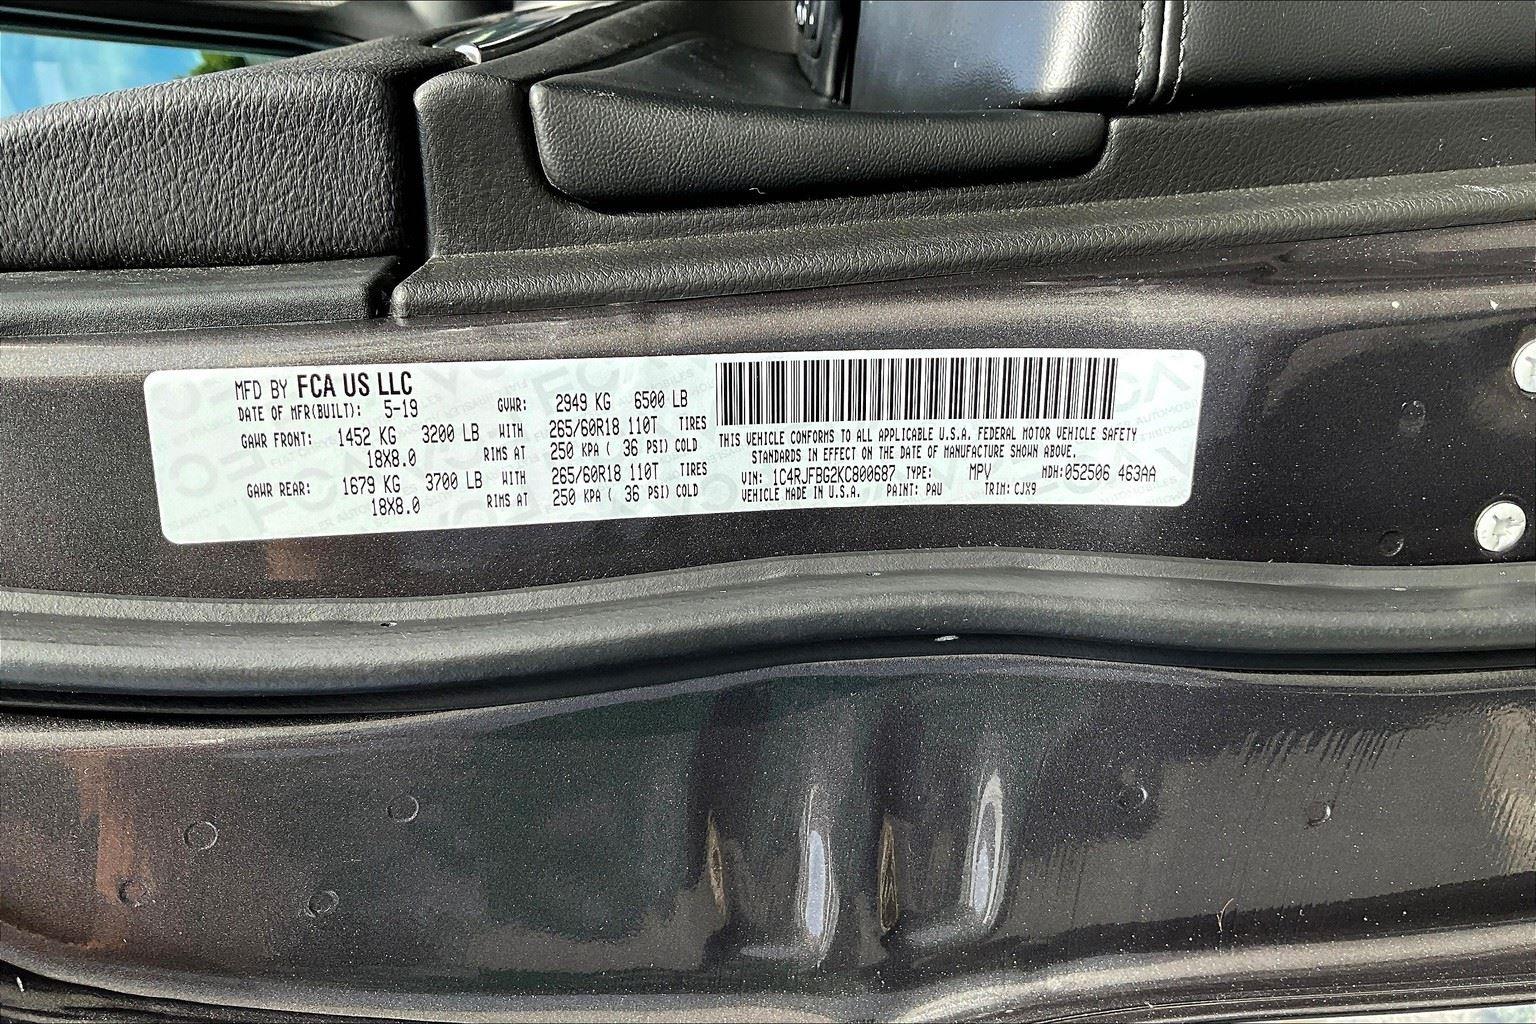 MFD BY FCA US LLC
DATE OF MFR(BUILT): 5-19 GVWR: 2949 KG 6500 LB
GAWR FRONT: 1452 KG 3200 LB WITH 265/60R18 110T TIRES
18X8.0 RIMS AT 250 KPA ( 36 PSI) COLD
GAWR REAR: 1679 KG 3700 LB WITH 265/60R18 110T TIRES
18X8.0 RIMS AT 250 KPA ( 36 PSI) COLD
THIS VEHICLE CONFORMS TO ALL APPLICABLE U.S.A. FEDERAL MOTOR VEHICLE SAFETY
STANDARDS IN EFFECT ON THE DATE OF MANUFACTURE SHOWN ABOVE.
VIN: 1C4RJFBG2KC800687 TYPE: MPV MDH:052506 463AA
VEHICLE MADE IN U.S.A. PAINT: PAU TRIM: CJX9